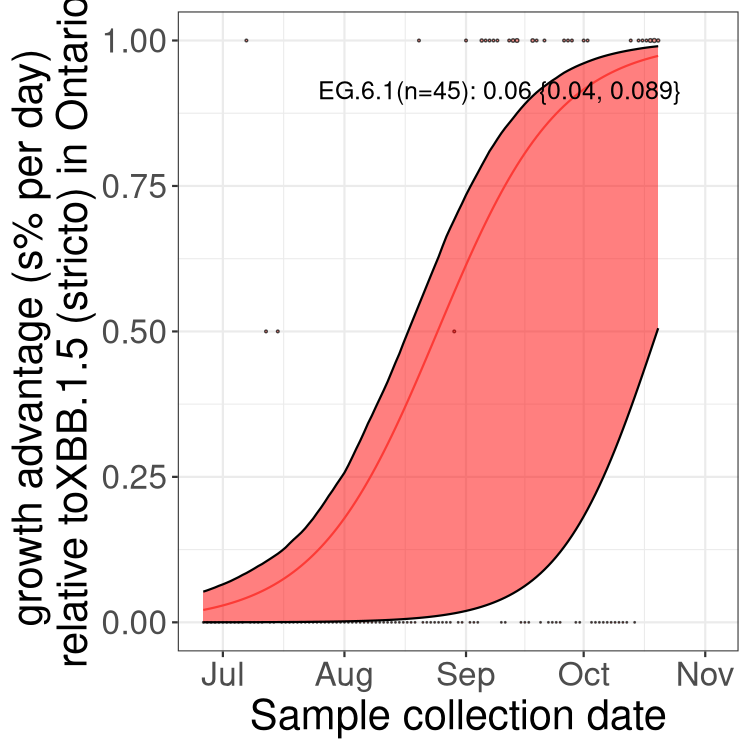 growth advantage (s% per day)
relative toXBB.1.5 (stricto) in Ontario
1.00
0.75
0.50
0.25
0.00
EG.6.1(n=45): 0.06 {0.04, 0.089}
Jul Aug Sep Oct Nov
Sample collection date